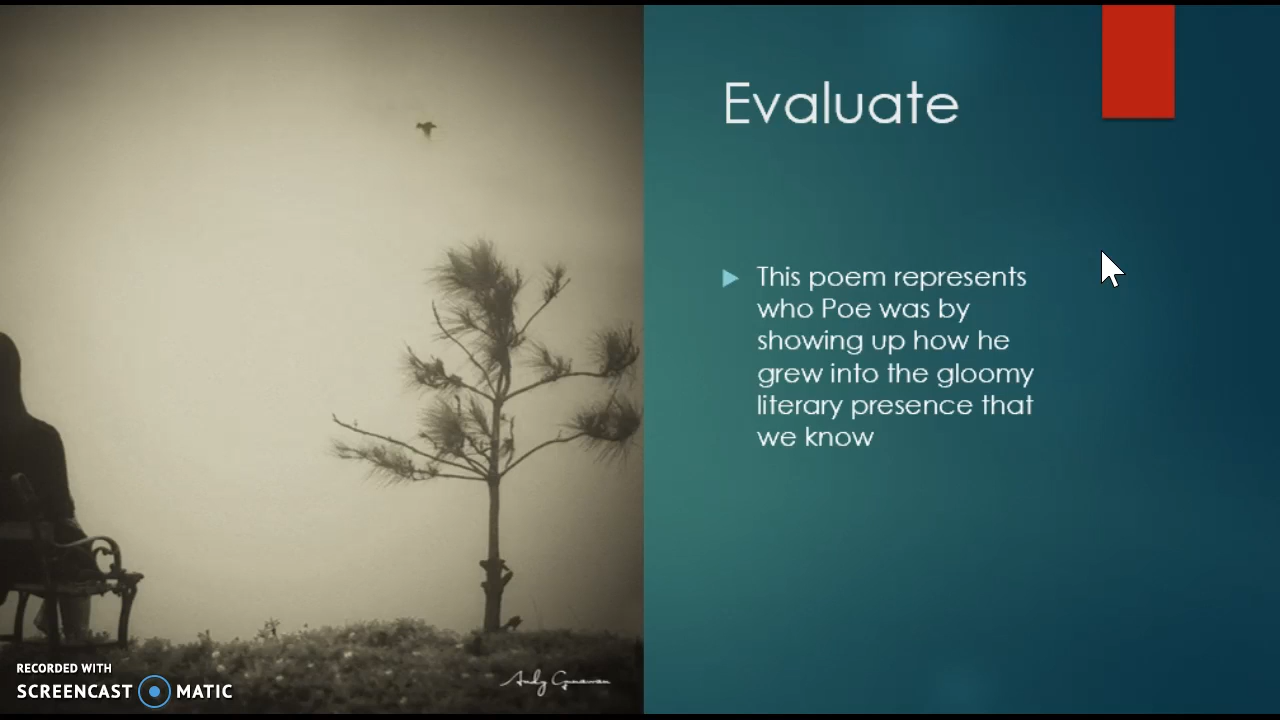 Evaluate
This poem represents
who Poe was by
showing up how he
grew into the gloomy
literary presence that
we know
RECORDED WITH
SCREENCAST MATIC